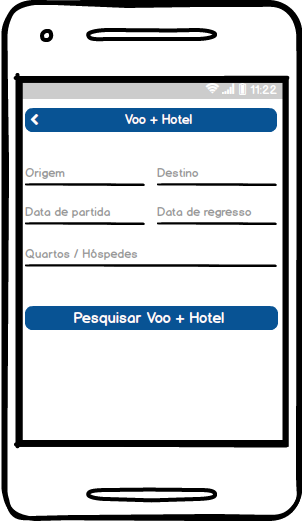 11:22
Voo + Hotel
Origem Destino
Data de partida Data de regresso
Quartos / Hóspedes
Pesquisar Voo + Hotel